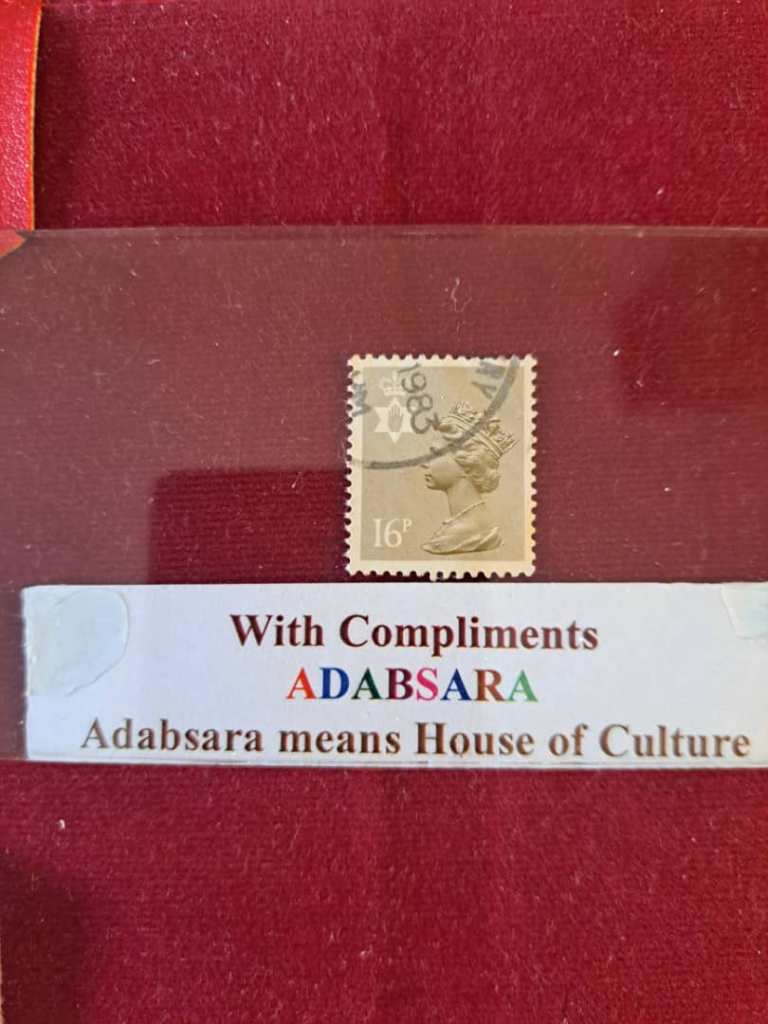 1983
16P
With Compliments
ADABSARA
Adabsara means House of Culture